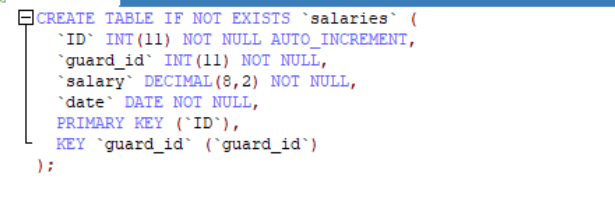 CREATE TABLE IF NOT EXISTS `salaries` (
`ID` INT(11) NOT NULL AUTO_INCREMENT,
`guard_id` INT(11) NOT NULL,
`salary` DECIMAL(8,2) NOT NULL,
`date` DATE NOT NULL,
PRIMARY KEY (`ID`),
KEY `guard_id` (`guard_id`)
);